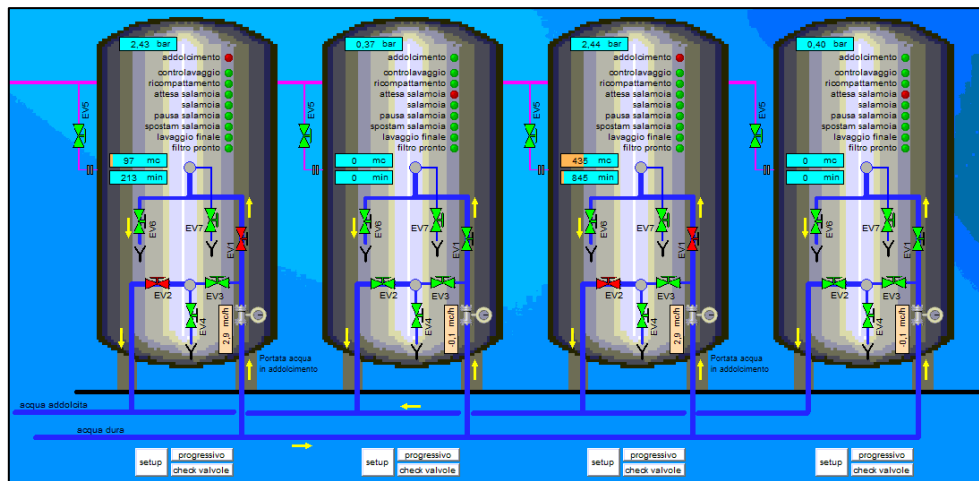 2,43 bar
addolcimento
controlavaggio
ricompattamento
attesa salamoia
salamoia
pausa salamoia
spostam salamoia
lavaggio finale
filtro pronto
EV5
97 mc
213 min
EV6
EV7
EV1
EV2
EV3
EV4
2,9 mc/h
Portata acqua
in addolcimento
0,37 bar
addolcimento
controlavaggio
ricompattamento
attesa salamoia
salamoia
pausa salamoia
spostam salamoia
lavaggio finale
filtro pronto
EV5
0 mc
0 min
EV6
EV7
EV1
EV2
EV3
EV4
-0,1 mc/h
2,44 bar
addolcimento
controlavaggio
ricompattamento
attesa salamoia
salamoia
pausa salamoia
spostam salamoia
lavaggio finale
filtro pronto
EV5
435 mc
845 min
EV6
EV7
EV1
EV2
EV3
EV4
2,9 mc/h
Portata acqua
in addolcimento
0,40 bar
addolcimento
controlavaggio
ricompattamento
attesa salamoia
salamoia
pausa salamoia
spostam salamoia
lavaggio finale
filtro pronto
EV5
0 mc
0 min
EV6
EV7
EV1
EV2
EV3
EV4
-0,1 mc/h
acqua addolcita
acqua dura
setup
progressivo
check valvole
setup
progressivo
check valvole
setup
progressivo
check valvole
setup
progressivo
check valvole